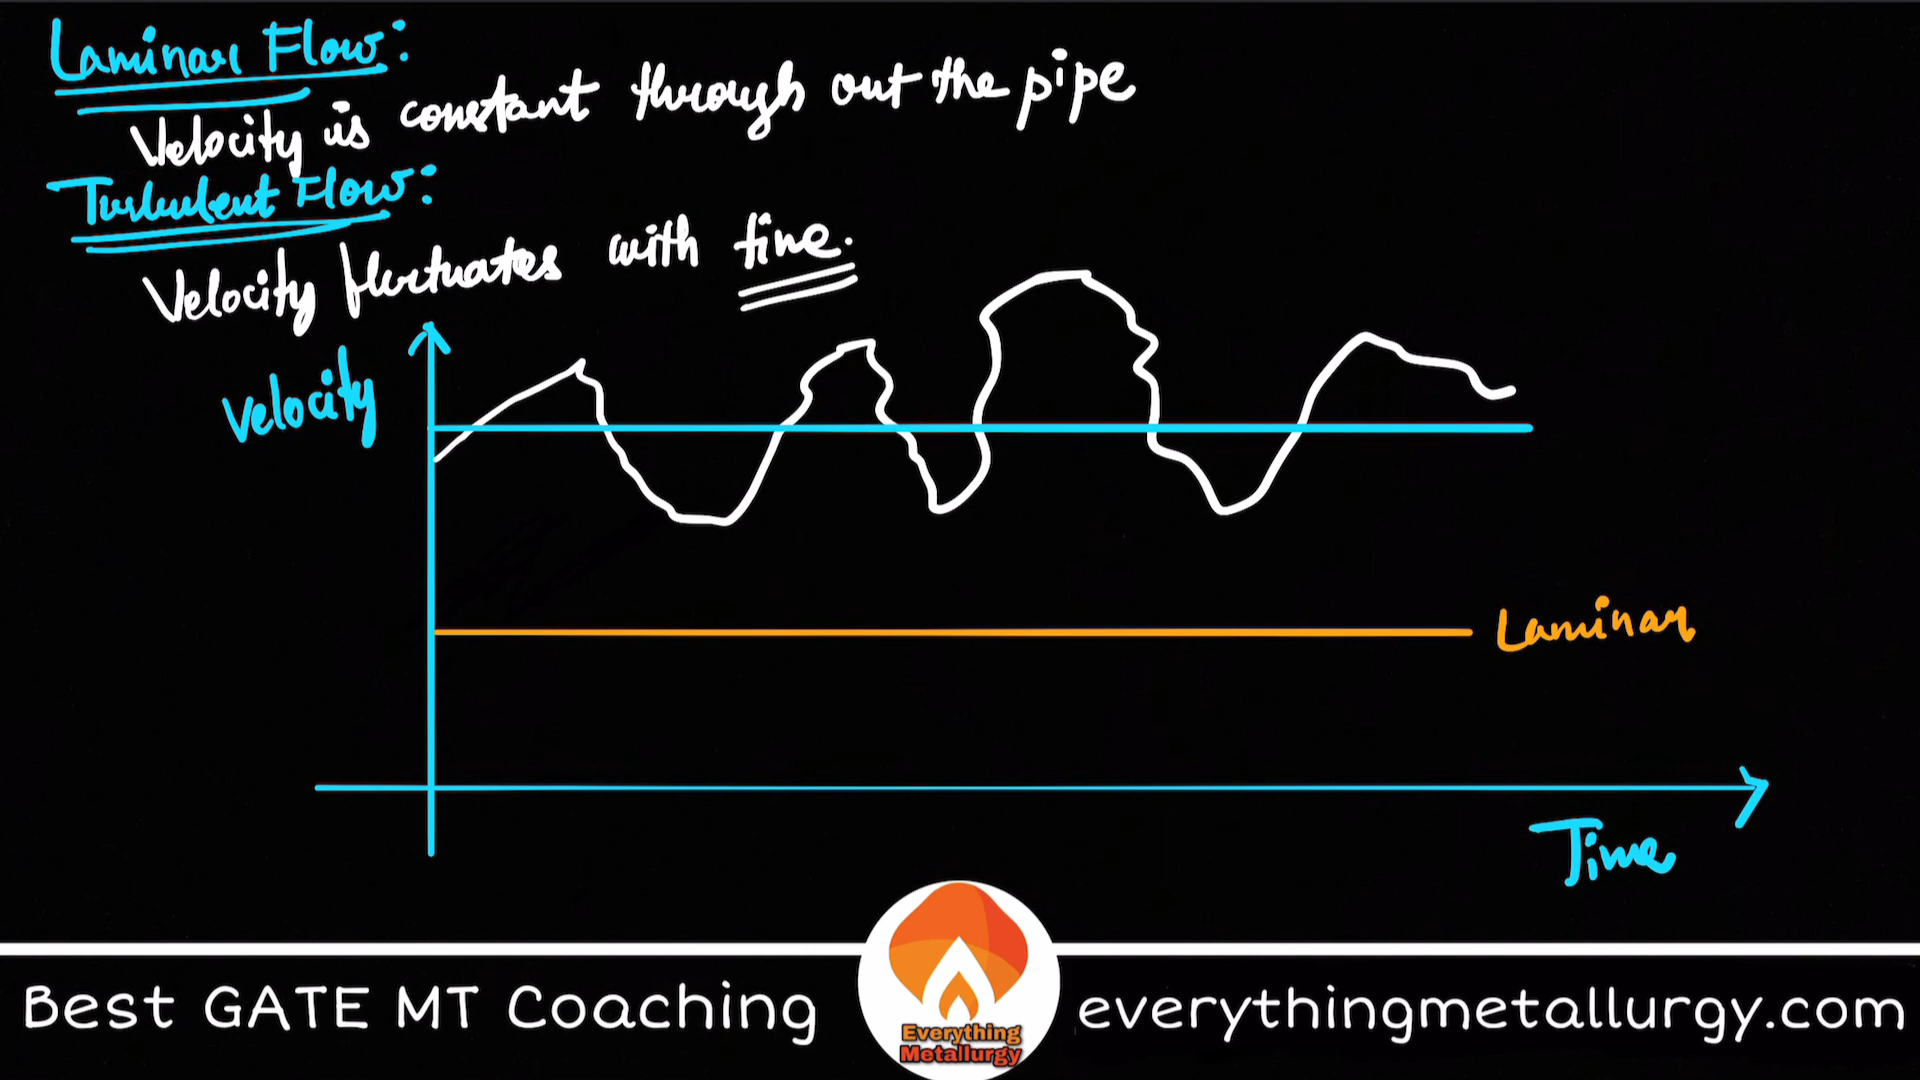 Laminar Flow:
Velocity is constant through out the pipe
Turbulent Flow:
Velocity fluctuates with time.
Velocity
Laminar
Time
Best GATE MT Coaching
Everything
Metallurgy
everythingmetallurgy.com